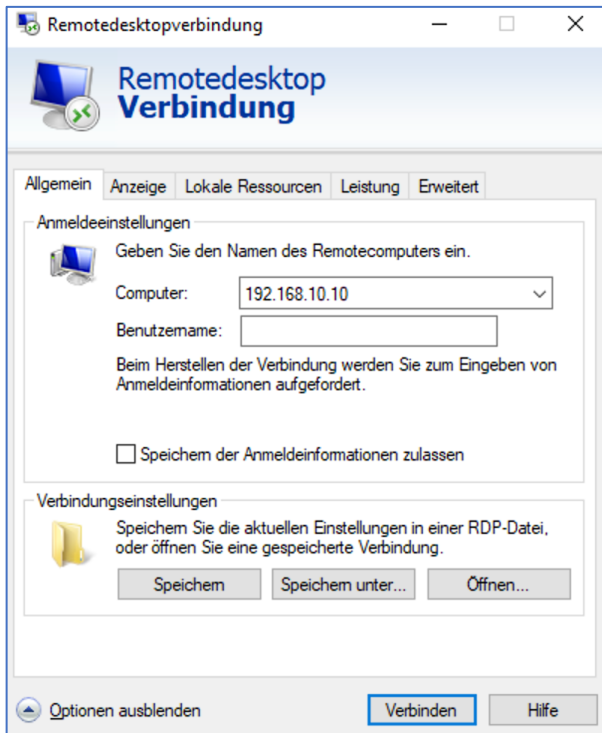 Remotedesktopverbindung
Remotedesktop
Verbindung
Allgemein Anzeige Lokale Ressourcen Leistung Erweitert
Anmeldeeinstellungen
Geben Sie den Namen des Remotecomputers ein.
Computer: 192.168.10.10
Benutzername:
Beim Herstellen der Verbindung werden Sie zum Eingeben von
Anmeldeinformationen aufgefordert.
Speichern der Anmeldeinformationen zulassen
Verbindungseinstellungen
Speichern Sie die aktuellen Einstellungen in einer RDP-Datei,
oder öffnen Sie eine gespeicherte Verbindung.
Speichern Speichern unter... Öffnen...
Optionen ausblenden Verbinden Hilfe